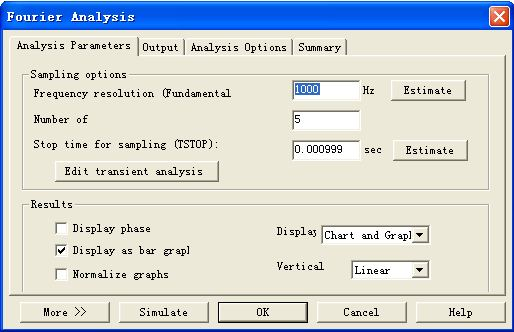 Fourier Analysis
Analysis Parameters Output Analysis Options Summary
Sampling options
Frequency resolution (Fundamental 1000 Hz Estimate
Number of 5
Stop time for sampling (TSTOP): 0.000999 sec Estimate
Edit transient analysis
Results
Display phase
Display Chart and Grapl
Display as bar grapl
Vertical Linear
Normalize graphs
More >> Simulate OK Cancel Help